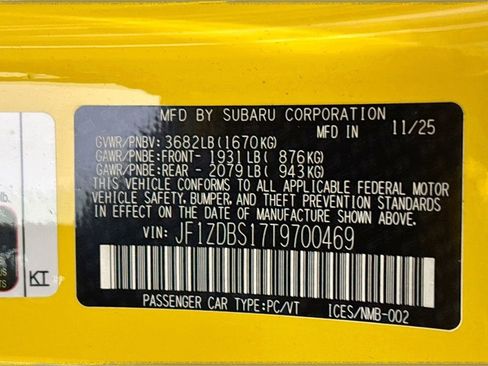 MFD BY SUBARU CORPORATION
MFD IN 11/25
GVWR/PNBV: 3682LB(1670KG)
GAWR/PNBE:FRONT- 1931LB( 876KG)
GAWR/PNBE:REAR - 2079LB( 943KG)
THIS VEHICLE CONFORMS TO ALL APPLICABLE FEDERAL MOTOR
VEHICLE SAFETY, BUMPER, AND THEFT PREVENTION STANDARDS
IN EFFECT ON THE DATE OF MANUFACTURE SHOWN ABOVE.
VIN: JF1ZDBS17T9700469
PASSENGER CAR TYPE:PC/VT ICES/NMB-002
lb.
KT